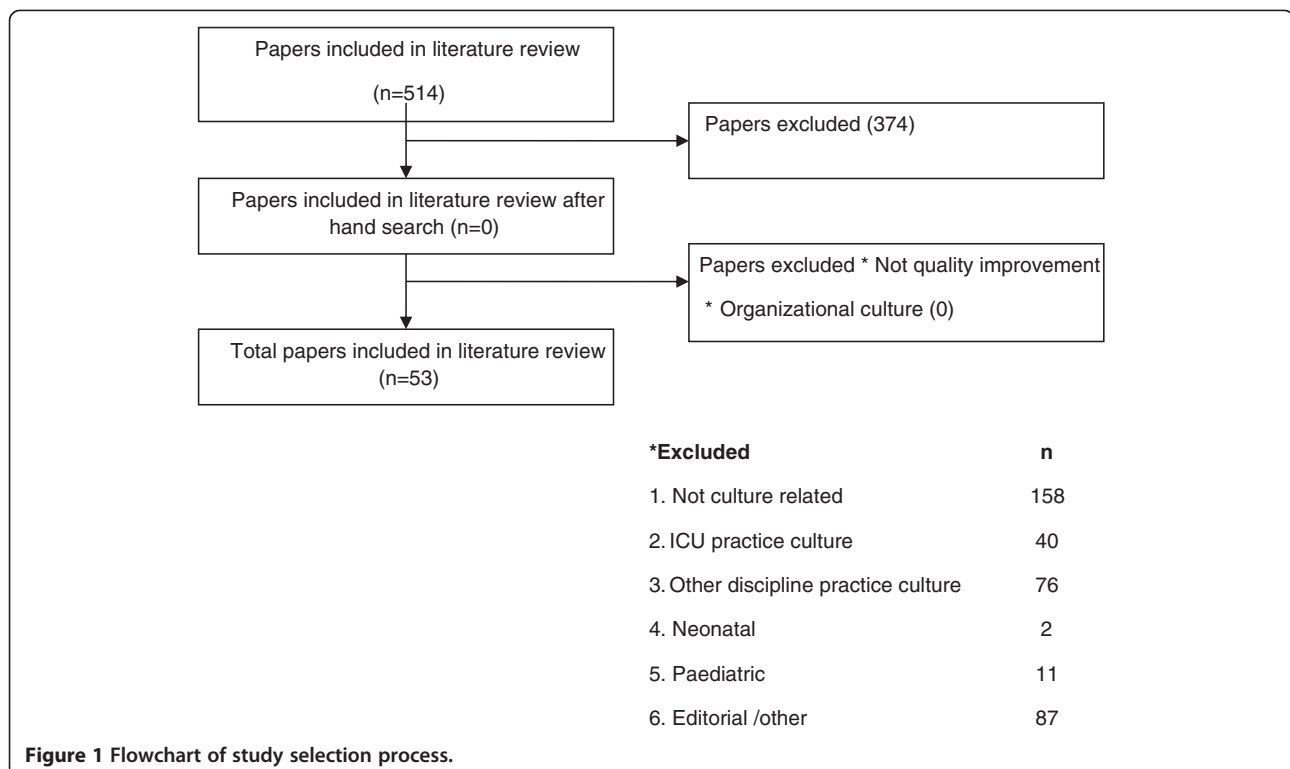 Papers included in literature review
(n=514)
Papers excluded (374)
Papers included in literature review after
hand search (n=0)
Papers excluded * Not quality improvement
* Organizational culture (0)
Total papers included in literature review
(n=53)
*Excluded n
1. Not culture related 158
2. ICU practice culture 40
3. Other discipline practice culture 76
4. Neonatal 2
5. Paediatric 11
6. Editorial /other 87
Figure 1 Flowchart of study selection process.